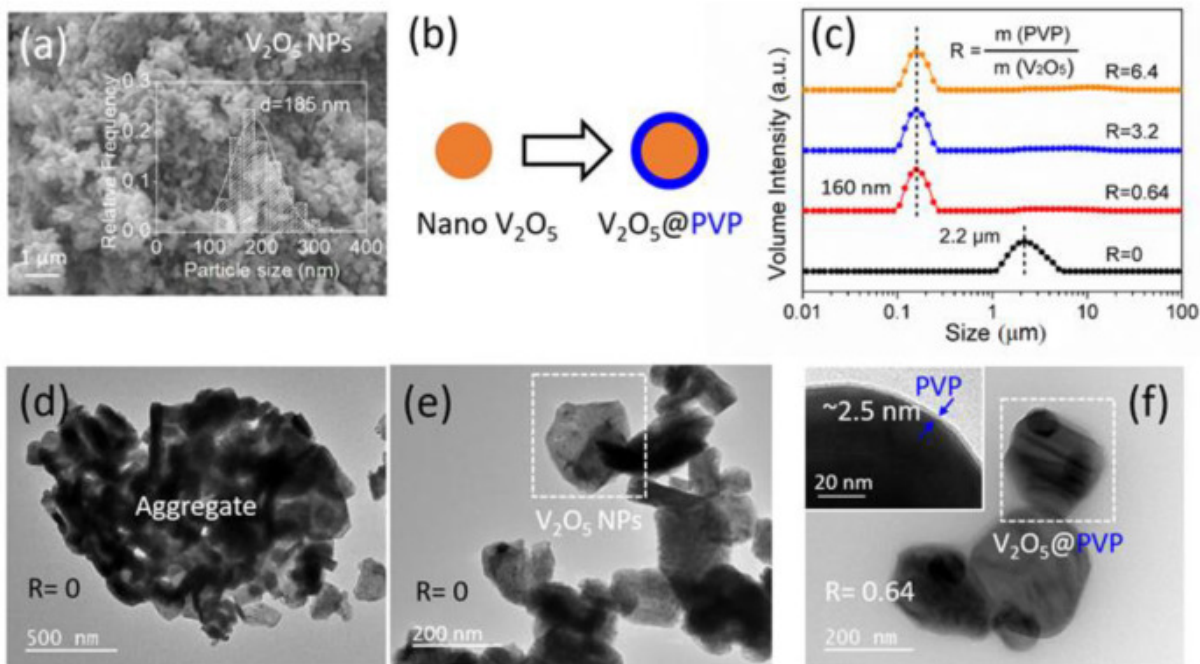 (a)
V₂O₅ NPs
0.3
0.2
0.1
0.0
Relative Frequency
d=185 nm
0 100 200 300 400
Particle size (nm)
1 μm
(b)
Nano V₂O₅
V₂O₅@PVP
(c)
R = m (PVP)
m (V₂O₅)
R=6.4
R=3.2
160 nm
R=0.64
2.2 μm
R=0
Volume Intensity (a.u.)
0.01 0.1 1 10 100
Size (μm)
(d)
Aggregate
R= 0
500 nm
(e)
V₂O₅ NPs
R= 0
200 nm
PVP
~2.5 nm
20 nm
(f)
V₂O₅@PVP
R= 0.64
200 nm